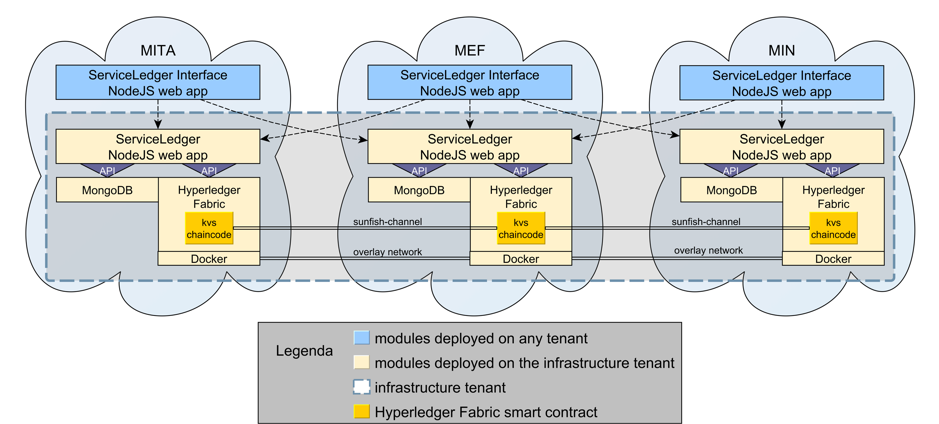 MITA
MEF
MIN
ServiceLedger Interface
NodeJS web app
ServiceLedger Interface
NodeJS web app
ServiceLedger Interface
NodeJS web app
ServiceLedger
NodeJS web app
ServiceLedger
NodeJS web app
ServiceLedger
NodeJS web app
API
API
API
API
API
API
MongoDB
Hyperledger
Fabric
MongoDB
Hyperledger
Fabric
MongoDB
Hyperledger
Fabric
kvs
chaincode
sunfish-channel
kvs
chaincode
sunfish-channel
kvs
chaincode
Docker
overlay network
Docker
overlay network
Docker
Legenda
modules deployed on any tenant
modules deployed on the infrastructure tenant
infrastructure tenant
Hyperledger Fabric smart contract